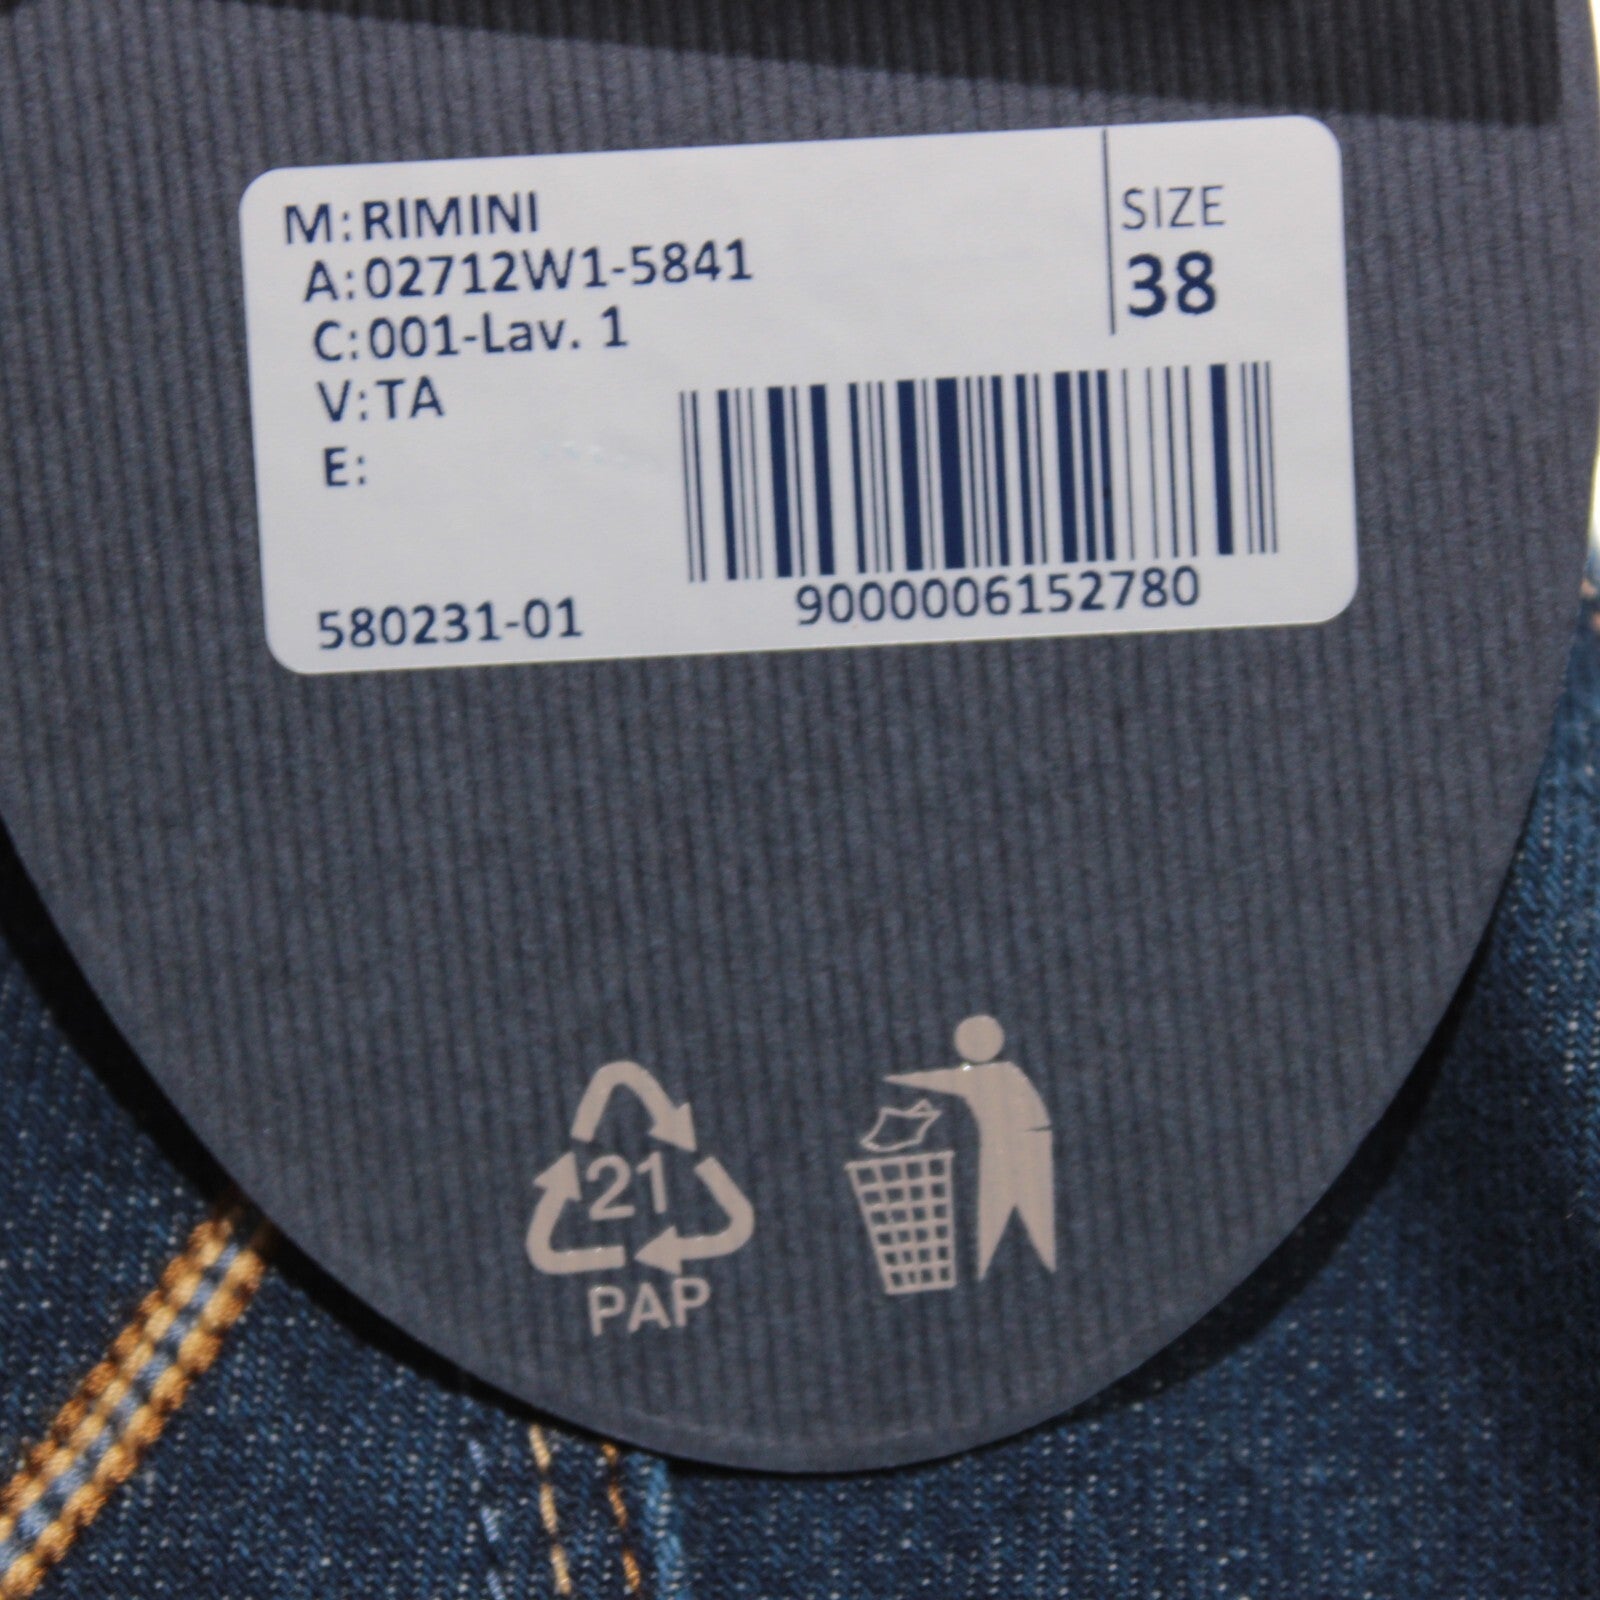 M:RIMINI
A:02712W1-5841
C:001-Lav. 1
V:TA
E:
SIZE
38
580231-01
9000006152780
21
PAP